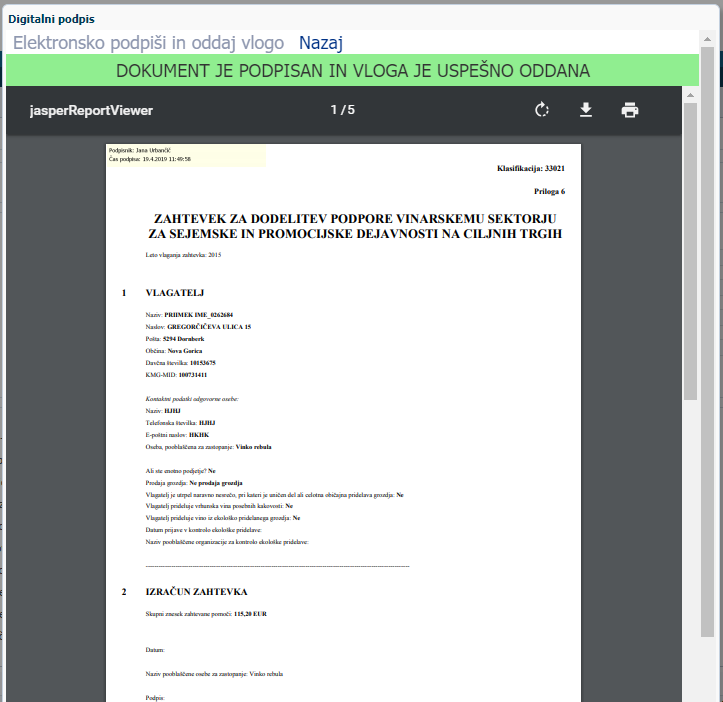 Digitalni podpis
Elektronsko podpiši in oddaj vlogo Nazaj
DOKUMENT JE PODPISAN IN VLOGA JE USPEŠNO ODDANA
jasperReportViewer 1 / 5
Podpisnik: Jana Urbančič
Čas podpisa: 19.4.2019 11:49:58
Klasifikacija: 33021
Priloga 6
ZAHTEVEK ZA DODELITEV PODPORE VINARSKEMU SEKTORJU
ZA SEJEMSKE IN PROMOCIJSKE DEJAVNOSTI NA CILJNIH TRGIH
Leto vlaganja zahtevka: 2015
1 VLAGATELJ
Naziv: PRIIMEK IME_0262684
Naslov: GREGORČIČEVA ULICA 15
Pošta: 5294 Dornberk
Občina: Nova Gorica
Davčna številka: 10153675
KMG-MID: 100731411
Kontaktni podatki odgovorne osebe:
Naziv: HJHJ
Telefonska številka: HJHJ
E-poštni naslov: HKHK
Oseba, pooblaščena za zastopanje: Vinko rebula
Ali ste enotno podjetje? Ne
Prodaja grozdja: Ne prodaja grozdja
Vlagatelj je utrpel naravno nesrečo, pri kateri je uničen del ali celotna običajna pridelava grozdja: Ne
Vlagatelj prideluje vrhunska vina posebnih kakovosti: Ne
Vlagatelj prideluje vino iz ekološko pridelanega grozdja: Ne
Datum prijave v kontrolo ekološke pridelave:
Naziv pooblaščene organizacije za kontrolo ekološke pridelave:
2 IZRAČUN ZAHTEVKA
Skupni znesek zahtevane pomoči: 115,20 EUR
Datum:
Naziv pooblaščene osebe za zastopanje: Vinko rebula
Podpis: